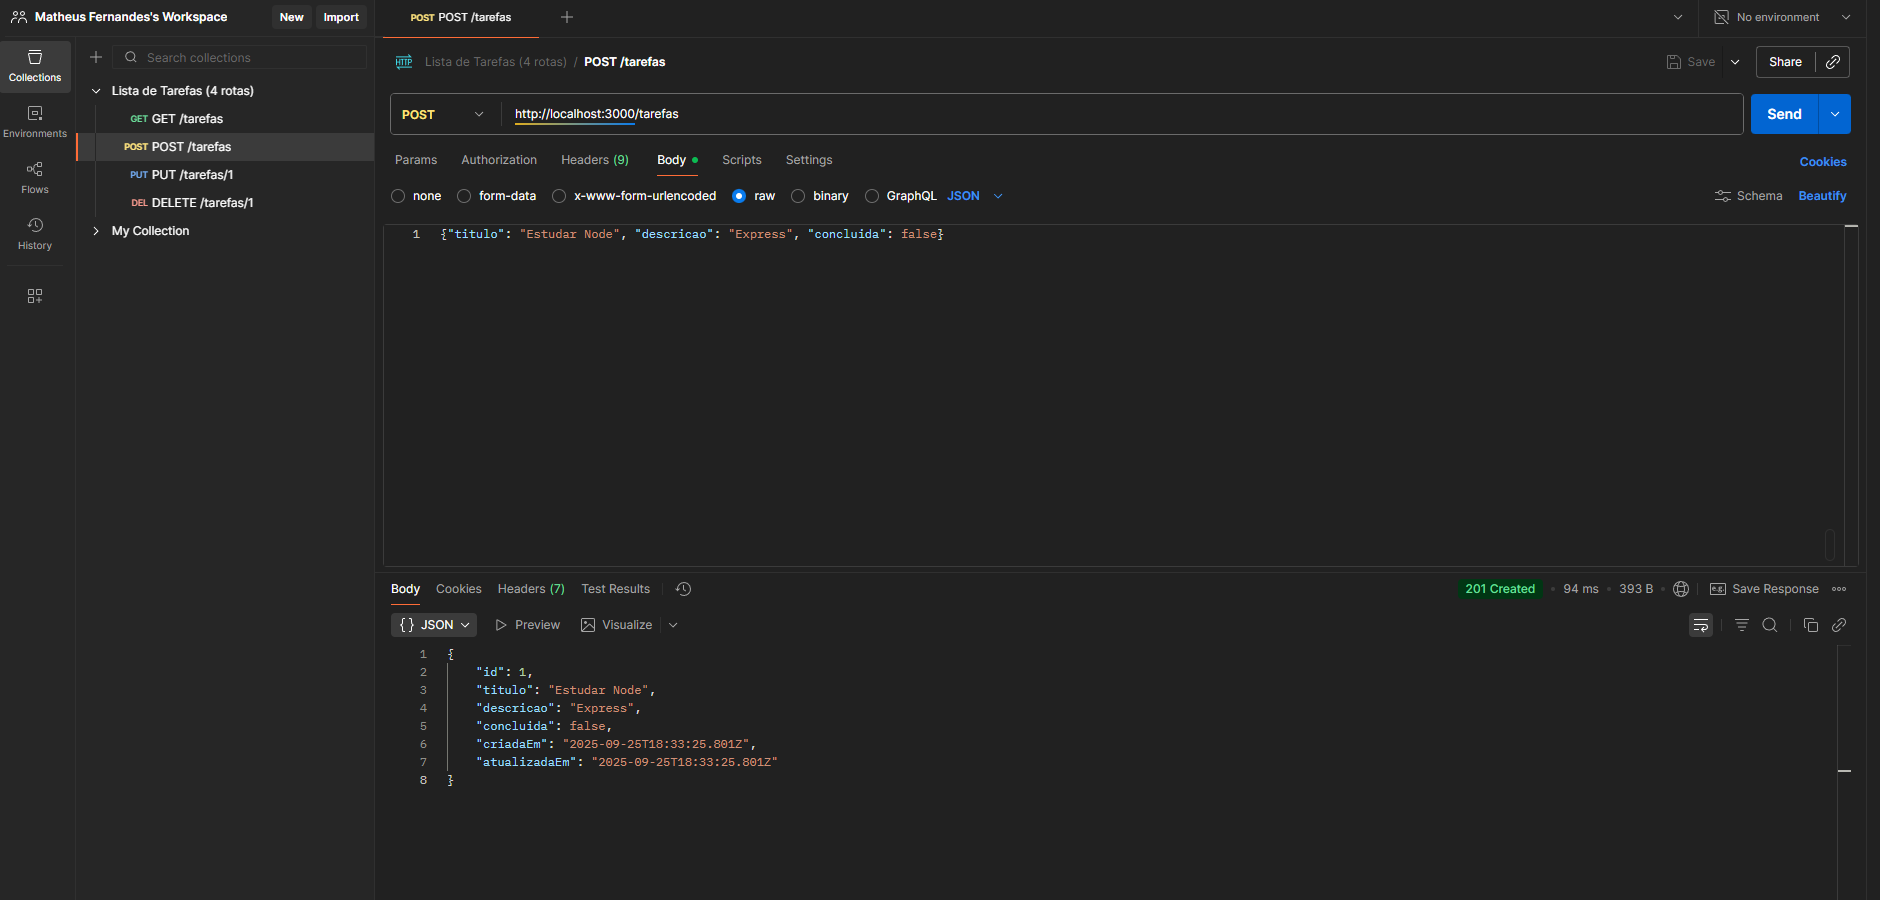 Matheus Fernandes's Workspace
New
Import
POST POST /tarefas
No environment
Collections
Environments
Flows
History
Search collections
Lista de Tarefas (4 rotas)
GET GET /tarefas
POST POST /tarefas
PUT PUT /tarefas/1
DEL DELETE /tarefas/1
My Collection
HTTP Lista de Tarefas (4 rotas) / POST /tarefas
Save
Share
POST
http://localhost:3000/tarefas
Send
Params Authorization Headers (9) Body Scripts Settings
Cookies
none form-data x-www-form-urlencoded raw binary GraphQL JSON
Schema
Beautify
1 {"titulo": "Estudar Node", "descricao": "Express", "concluida": false}
Body Cookies Headers (7) Test Results
201 Created • 94 ms • 393 B
e.g. Save Response
{} JSON Preview Visualize
1 {
2 "id": 1,
3 "titulo": "Estudar Node",
4 "descricao": "Express",
5 "concluida": false,
6 "criadaEm": "2025-09-25T18:33:25.801Z",
7 "atualizadaEm": "2025-09-25T18:33:25.801Z"
8 }